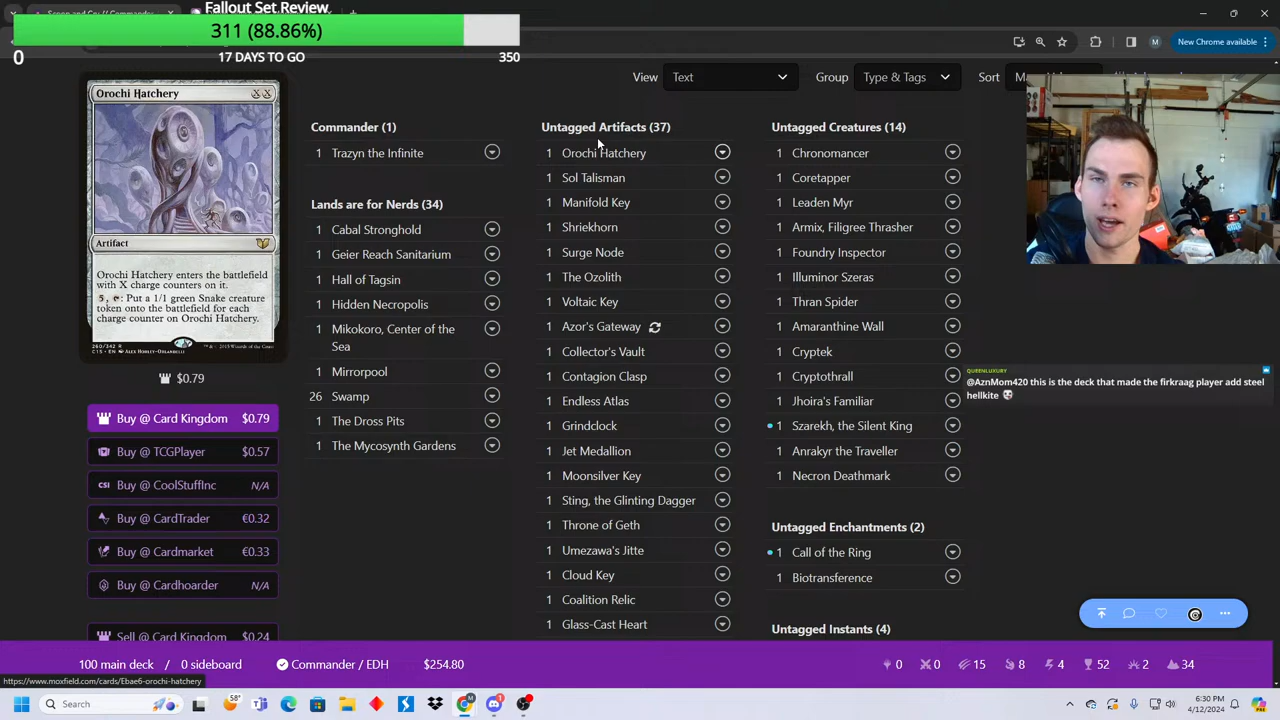 Fallout Set Review
311 (88.86%)
0
17 DAYS TO GO
350
New Chrome available
View
Text
Group
Type & Tags
Sort
Orochi Hatchery
XX
Artifact
Orochi Hatchery enters the battlefield
with X charge counters on it.
5, T: Put a 1/1 green Snake creature
token onto the battlefield for each
charge counter on Orochi Hatchery.
$0.79
Buy @ Card Kingdom $0.79
Buy @ TCGPlayer $0.57
Buy @ CoolStuffInc N/A
Buy @ CardTrader €0.32
Buy @ Cardmarket €0.33
Buy @ Cardhoarder N/A
Sell @ Card Kingdom $0.24
Commander (1)
1 Trazyn the Infinite
Lands are for Nerds (34)
1 Cabal Stronghold
1 Geier Reach Sanitarium
1 Hall of Tagsin
1 Hidden Necropolis
1 Mikokoro, Center of the
Sea
1 Mirrorpool
26 Swamp
1 The Dross Pits
1 The Mycosynth Gardens
Untagged Artifacts (37)
1 Orochi Hatchery
1 Sol Talisman
1 Manifold Key
1 Shriekhorn
1 Surge Node
1 The Ozolith
1 Voltaic Key
1 Azor's Gateway
1 Collector's Vault
1 Contagion Clasp
1 Endless Atlas
1 Grindclock
1 Jet Medallion
1 Moonsilver Key
1 Sting, the Glinting Dagger
1 Throne of Geth
1 Umezawa's Jitte
1 Cloud Key
1 Coalition Relic
1 Glass-Cast Heart
Untagged Creatures (14)
1 Chronomancer
1 Coretapper
1 Leaden Myr
1 Armix, Filigree Thrasher
1 Foundry Inspector
1 Illuminor Szeras
1 Thran Spider
1 Amaranthine Wall
1 Cryptek
1 Cryptothrall
1 Jhoira's Familiar
1 Szarekh, the Silent King
1 Anrakyr the Traveller
1 Necron Deathmark
Untagged Enchantments (2)
1 Call of the Ring
1 Biotransference
Untagged Instants (4)
QUEENLUXURY
@AznMom420 this is the deck that made the firkraag player add steel
hellkite
100 main deck / 0 sideboard
Commander / EDH
$254.80
0 0 15 8 4 52 2 34
https://www.moxfield.com/cards/Ebae6-orochi-hatchery
Search
58°
6:30 PM
4/12/2024